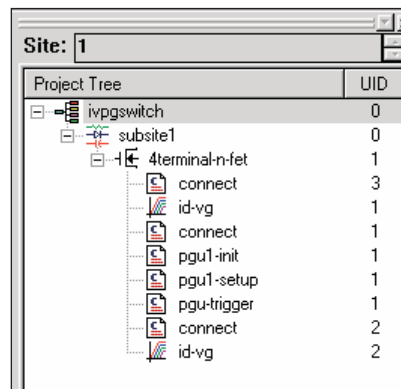 Site: 1
Project Tree UID
ivpgswitch 0
subsite1 0
4terminal-n-fet 1
connect 3
id-vg 1
connect 1
pgu1-init 1
pgu1-setup 1
pgu-trigger 1
connect 2
id-vg 2